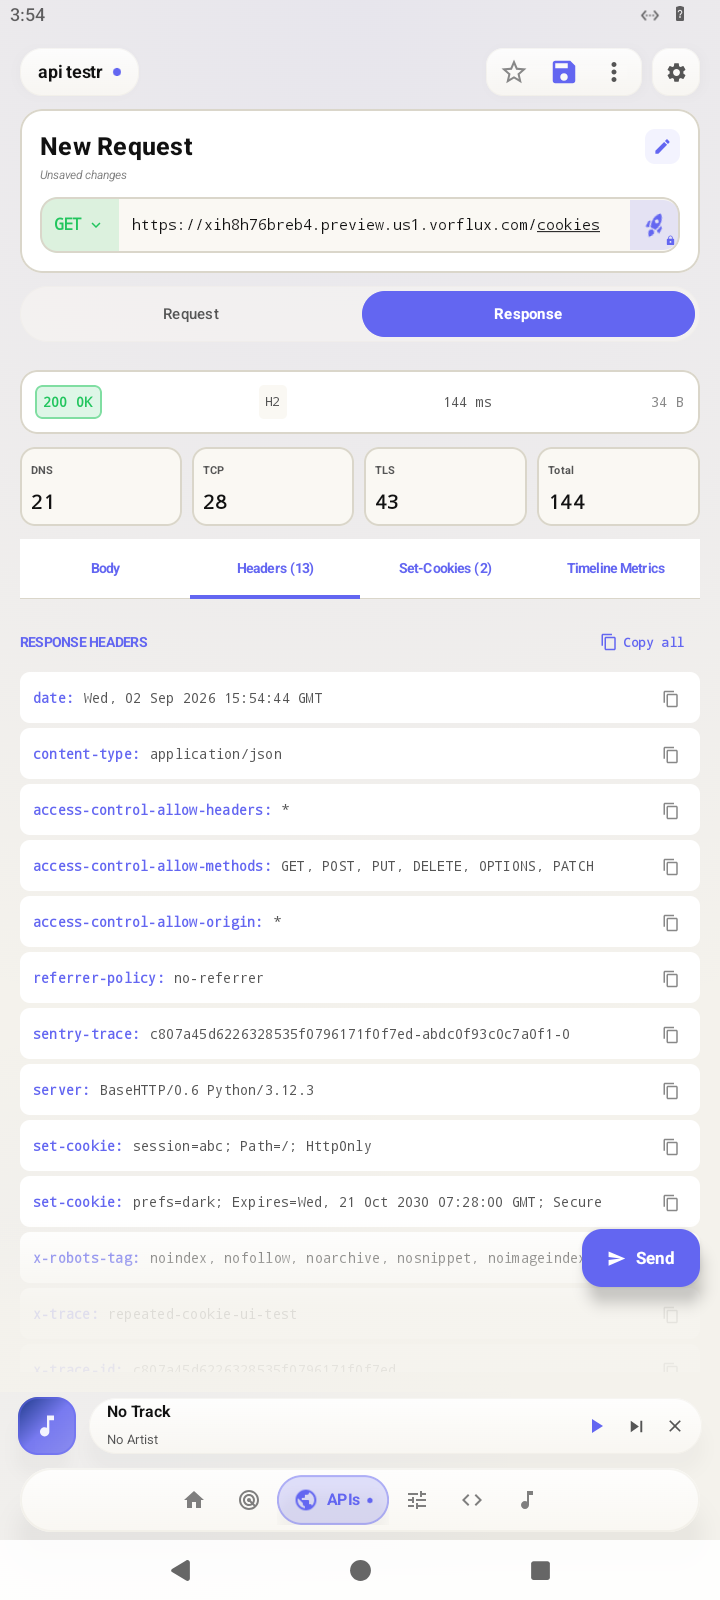 3:54
api testr
New Request
Unsaved changes
GET https://xih8h76breb4.preview.us1.vorflux.com/cookies
Request Response
200 OK H2 144 ms 34 B
DNS TCP TLS Total
21 28 43 144
Body Headers (13) Set-Cookies (2) Timeline Metrics
RESPONSE HEADERS Copy all
date: Wed, 02 Sep 2026 15:54:44 GMT
content-type: application/json
access-control-allow-headers: *
access-control-allow-methods: GET, POST, PUT, DELETE, OPTIONS, PATCH
access-control-allow-origin: *
referrer-policy: no-referrer
sentry-trace: c807a45d6226328535f0796171f0f7ed-abdc0f93c0c7a0f1-0
server: BaseHTTP/0.6 Python/3.12.3
set-cookie: session=abc; Path=/; HttpOnly
set-cookie: prefs=dark; Expires=Wed, 21 Oct 2030 07:28:00 GMT; Secure
x-robots-tag: noindex, nofollow, noarchive, nosnippet, noimageindex
Send
x-trace: repeated-cookie-ui-test
x-trace-id: c807a45d6226328535f0796171f0f7ed
No Track
No Artist
APIs